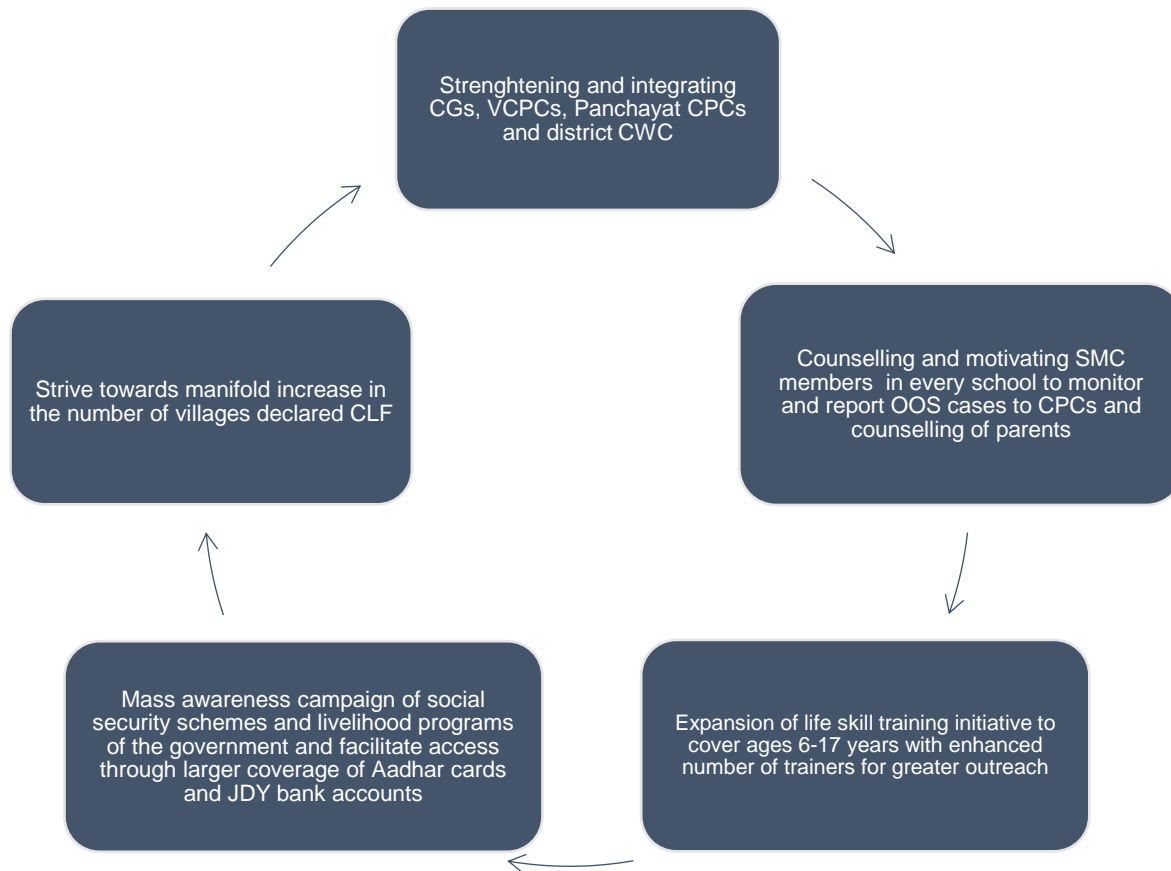 Strenghtening and integrating
CGs, VCPCs, Panchayat CPCs
and district CWC
Counselling and motivating SMC
members  in every school to monitor
and report OOS cases to CPCs and
counselling of parents
Expansion of life skill training initiative to
cover ages 6-17 years with enhanced
number of trainers for greater outreach
Mass awareness campaign of social
security schemes and livelihood programs
of the government and facilitate access
through larger coverage of Aadhar cards
and JDY bank accounts
Strive towards manifold increase in
the number of villages declared CLF